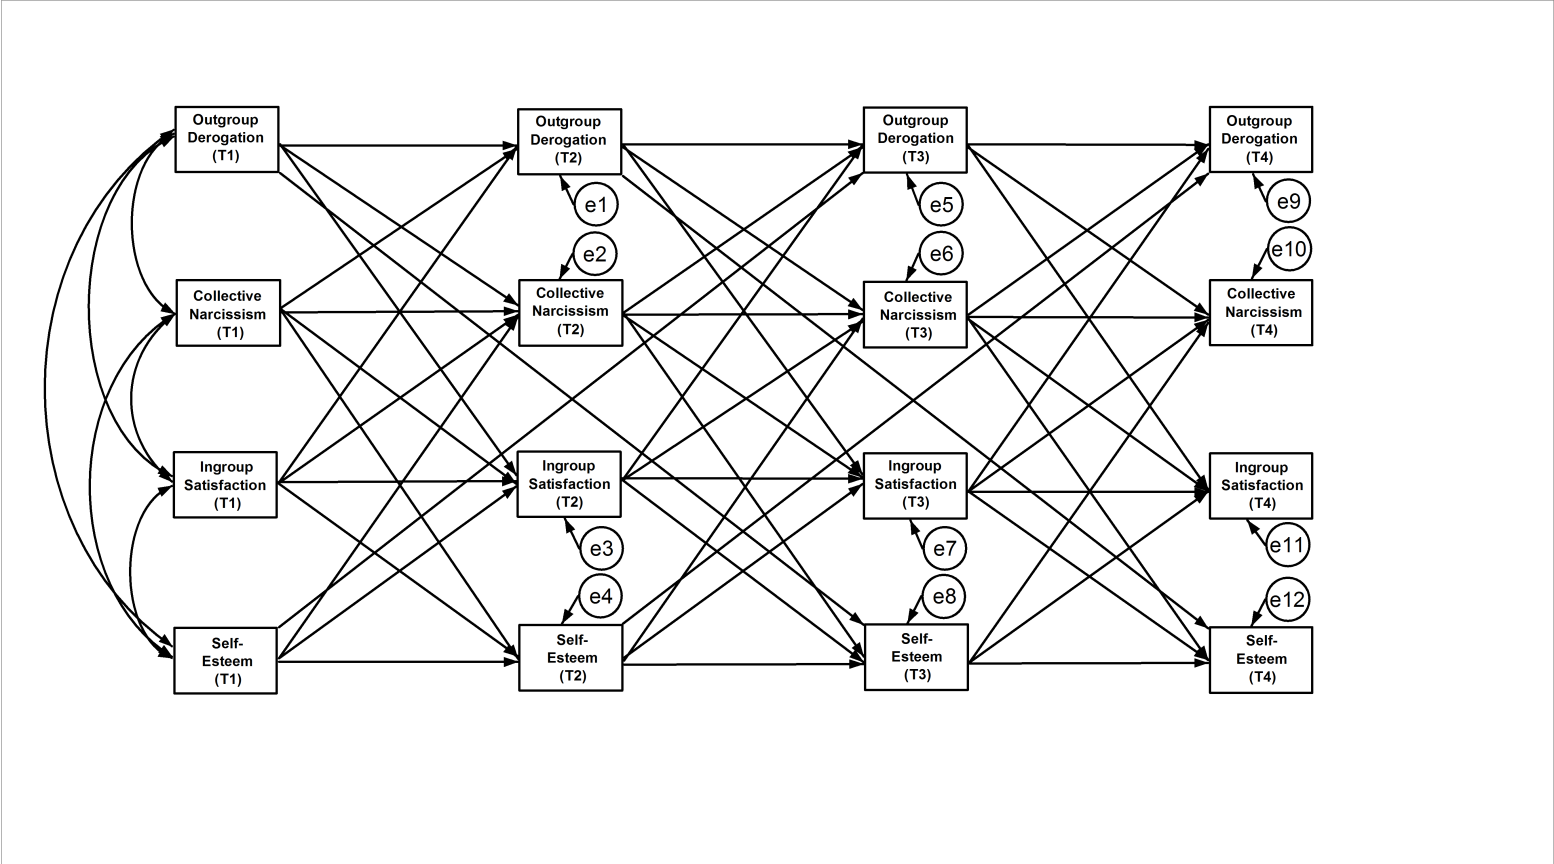 Outgroup
Derogation
(T1)
Outgroup
Derogation
(T2)
Outgroup
Derogation
(T3)
Outgroup
Derogation
(T4)
e1
e5
e9
e2
e6
e10
Collective
Narcissism
(T1)
Collective
Narcissism
(T2)
Collective
Narcissism
(T3)
Collective
Narcissism
(T4)
Ingroup
Satisfaction
(T1)
Ingroup
Satisfaction
(T2)
Ingroup
Satisfaction
(T3)
Ingroup
Satisfaction
(T4)
e3
e7
e11
e4
e8
e12
Self-
Esteem
(T1)
Self-
Esteem
(T2)
Self-
Esteem
(T3)
Self-
Esteem
(T4)